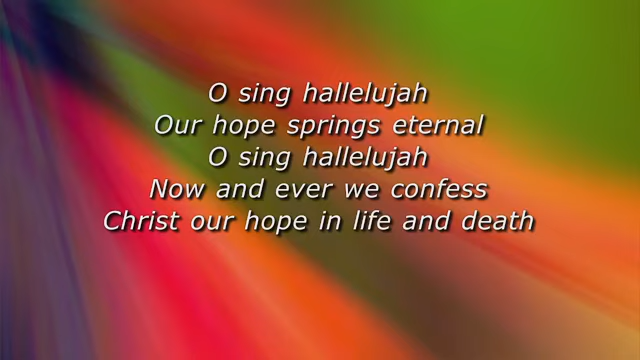 O sing hallelujah
Our hope springs eternal
O sing hallelujah
Now and ever we confess
Christ our hope in life and death